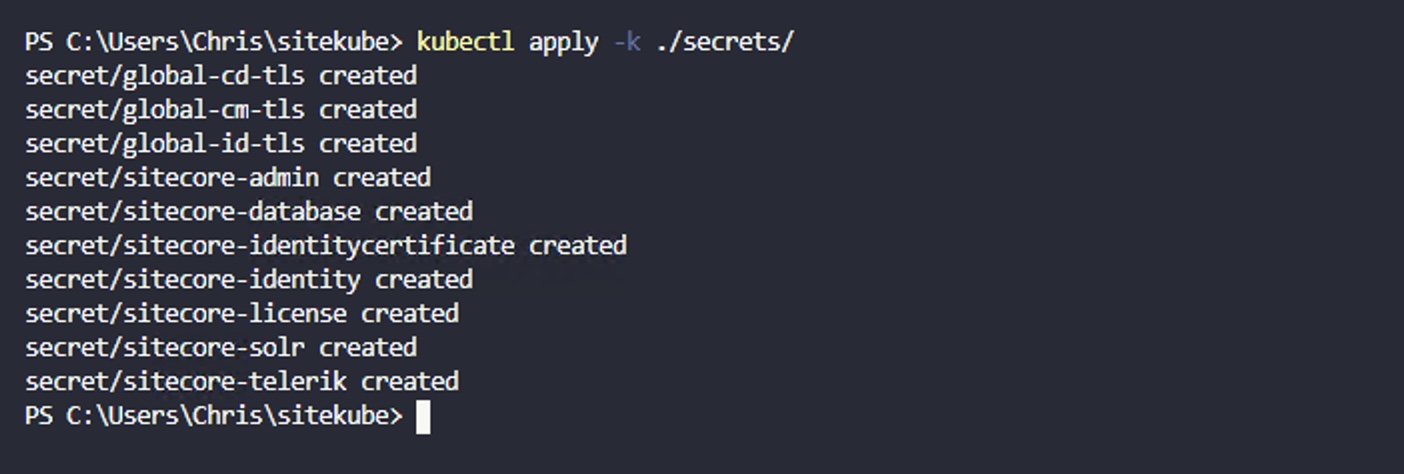 PS C:\Users\Chris\sitekube> kubectl apply -k ./secrets/
secret/global-cd-tls created
secret/global-cm-tls created
secret/global-id-tls created
secret/sitecore-admin created
secret/sitecore-database created
secret/sitecore-identitycertificate created
secret/sitecore-identity created
secret/sitecore-license created
secret/sitecore-solr created
secret/sitecore-telerik created
PS C:\Users\Chris\sitekube>